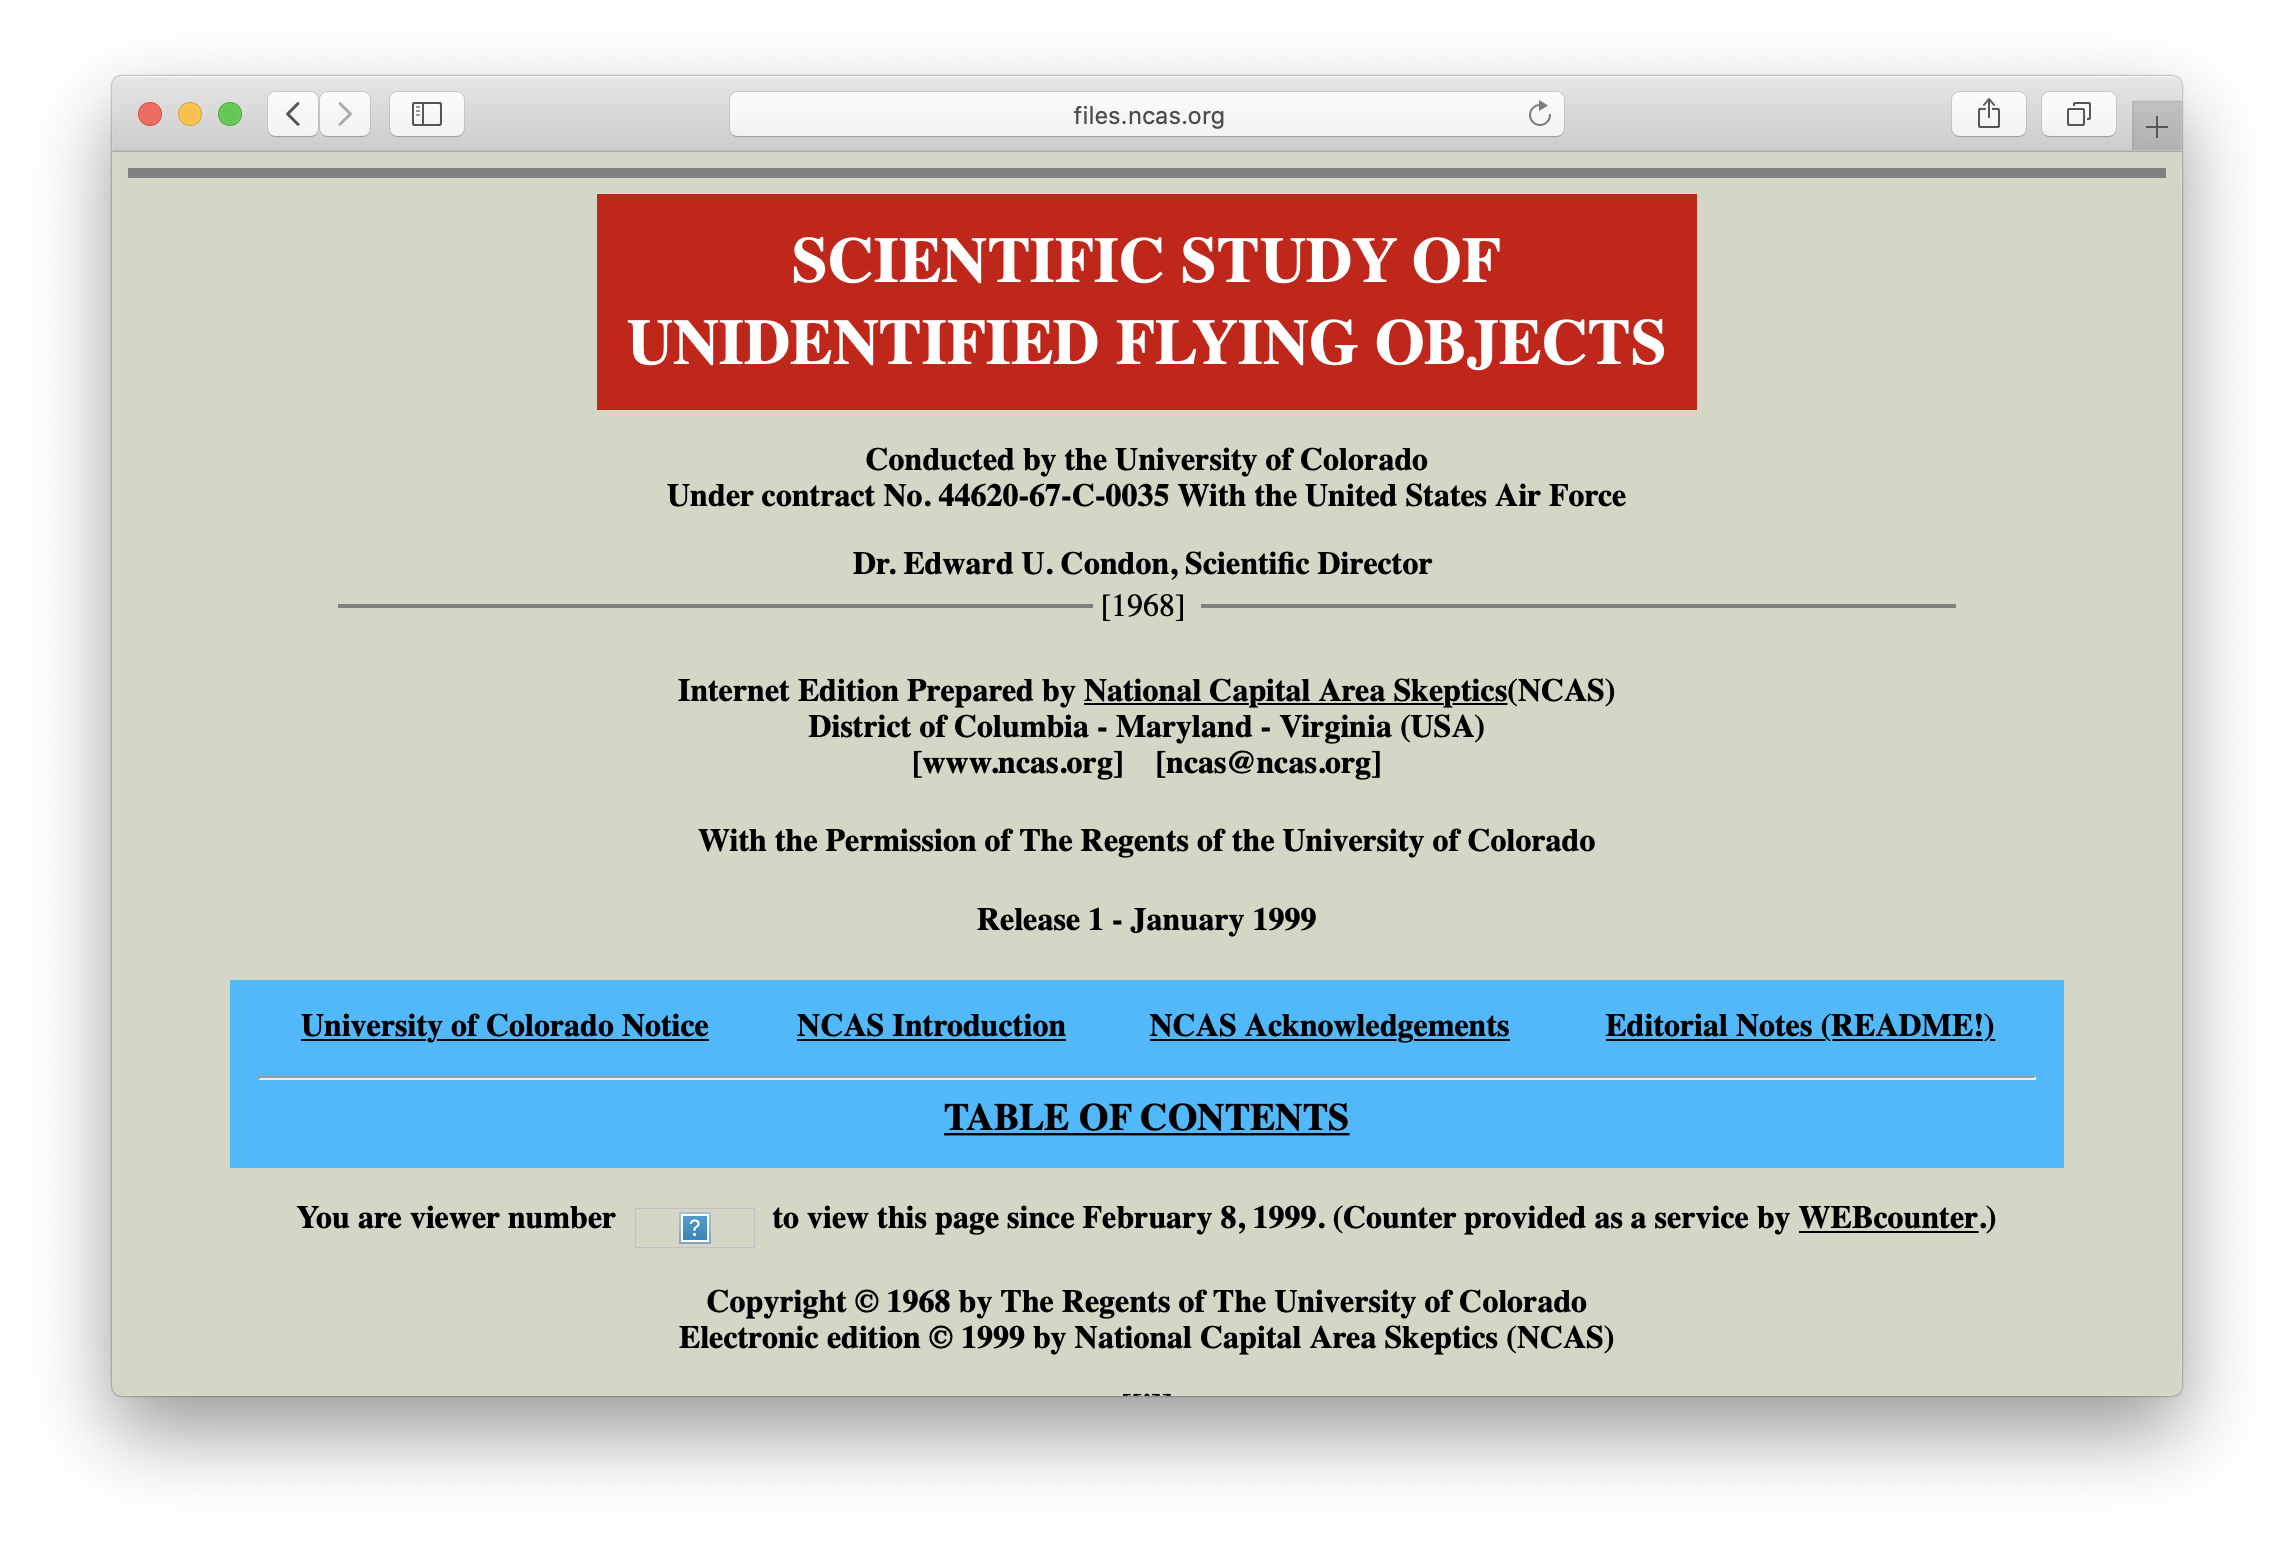 files.ncas.org
SCIENTIFIC STUDY OF
UNIDENTIFIED FLYING OBJECTS
Conducted by the University of Colorado
Under contract No. 44620-67-C-0035 With the United States Air Force
Dr. Edward U. Condon, Scientific Director
[1968]
Internet Edition Prepared by National Capital Area Skeptics(NCAS)
District of Columbia - Maryland - Virginia (USA)
[www.ncas.org] [ncas@ncas.org]
With the Permission of The Regents of the University of Colorado
Release 1 - January 1999
University of Colorado Notice NCAS Introduction NCAS Acknowledgements Editorial Notes (README!)
TABLE OF CONTENTS
You are viewer number ? to view this page since February 8, 1999. (Counter provided as a service by WEBcounter.)
Copyright © 1968 by The Regents of The University of Colorado
Electronic edition © 1999 by National Capital Area Skeptics (NCAS)